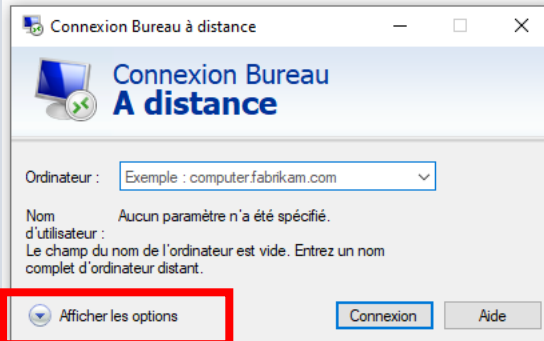 Connexion Bureau à distance
Connexion Bureau
A distance
Ordinateur :
Exemple : computer.fabrikam.com
Nom
d'utilisateur :
Aucun paramètre n'a été spécifié.
Le champ du nom de l'ordinateur est vide. Entrez un nom
complet d'ordinateur distant.
Afficher les options
Connexion
Aide